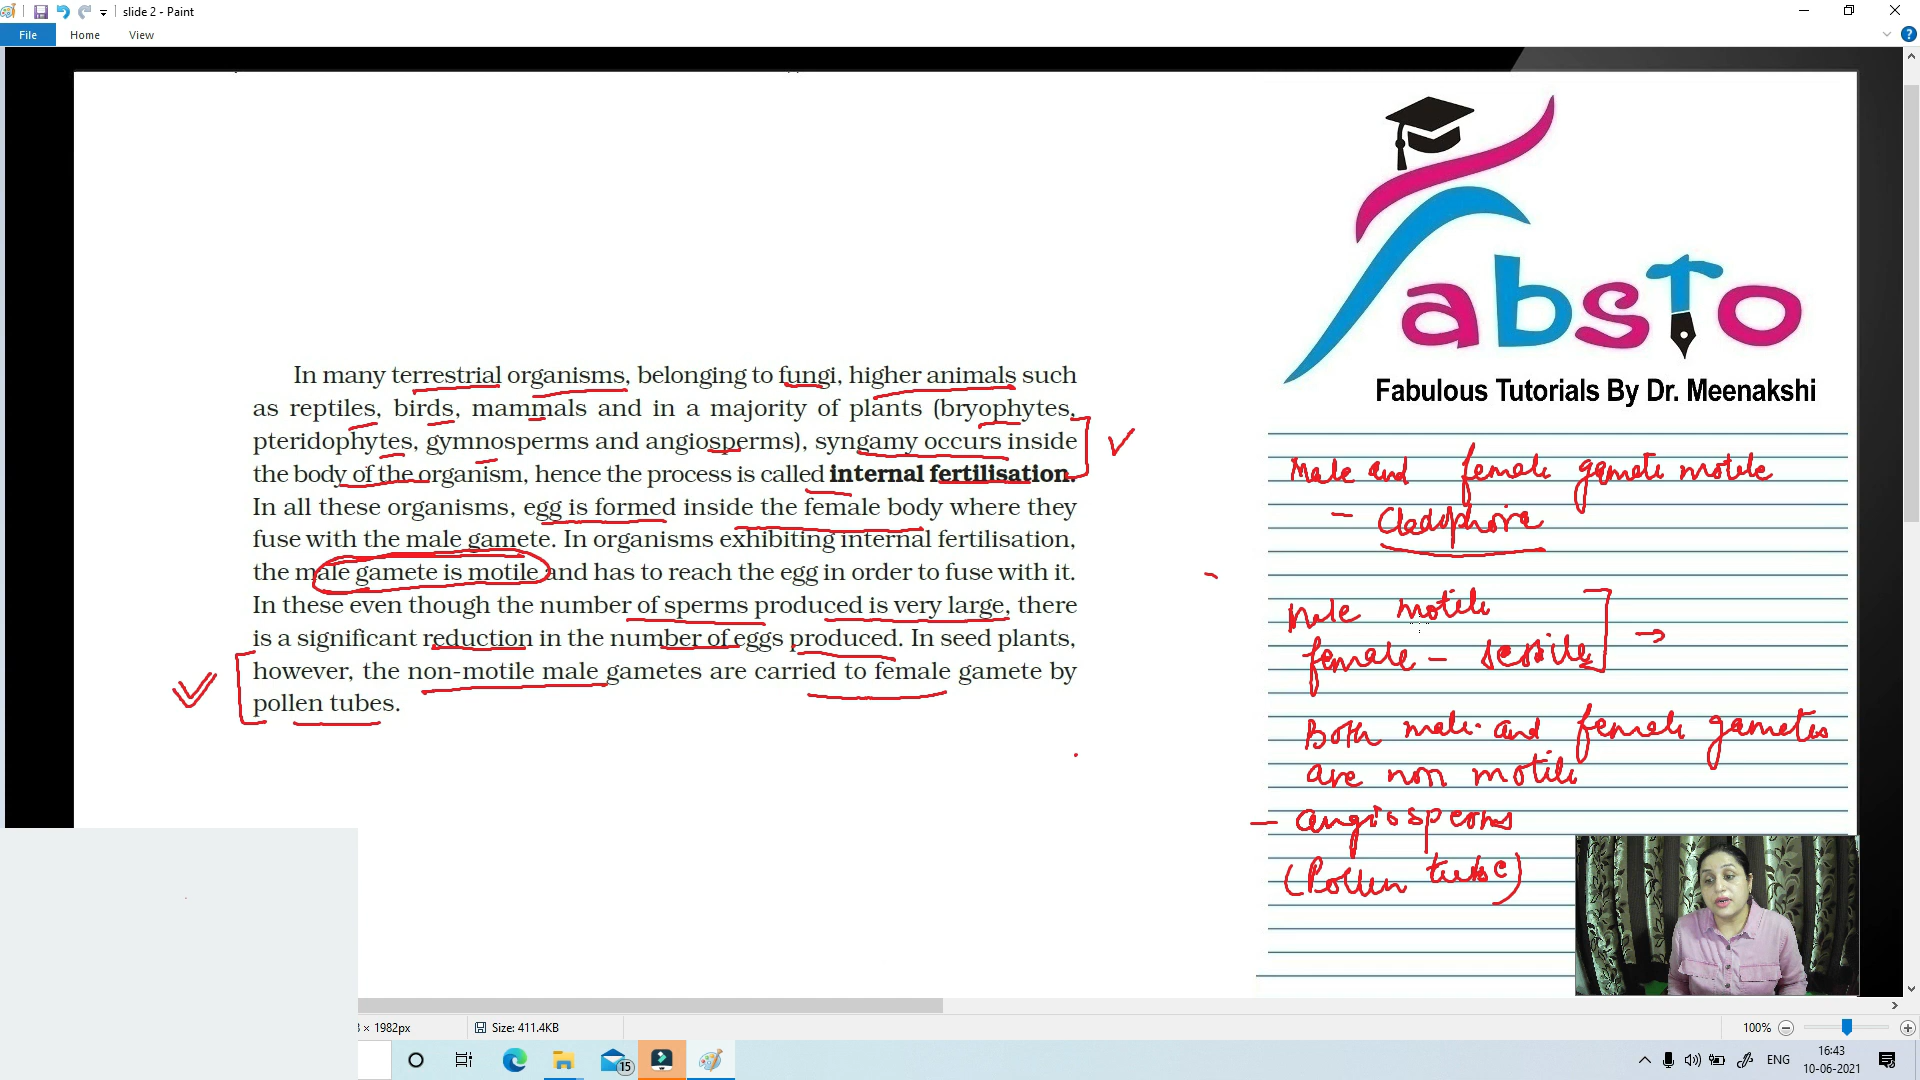 slide 2 - Paint
File Home View
Fabsto
Fabulous Tutorials By Dr. Meenakshi
In many terrestrial organisms, belonging to fungi, higher animals such
as reptiles, birds, mammals and in a majority of plants (bryophytes,
pteridophytes, gymnosperms and angiosperms), syngamy occurs inside
the body of the organism, hence the process is called internal fertilisation.
In all these organisms, egg is formed inside the female body where they
fuse with the male gamete. In organisms exhibiting internal fertilisation,
the male gamete is motile and has to reach the egg in order to fuse with it.
In these even though the number of sperms produced is very large, there
is a significant reduction in the number of eggs produced. In seed plants,
however, the non-motile male gametes are carried to female gamete by
pollen tubes.
Male and female gamete motile
- Cladophora
Male motile
female - sessile →
Both male and female gametes
are non motile
- angiosperms
(Pollen tube)
× 1982px Size: 411.4KB 100%
15 ENG 16:43
10-06-2021